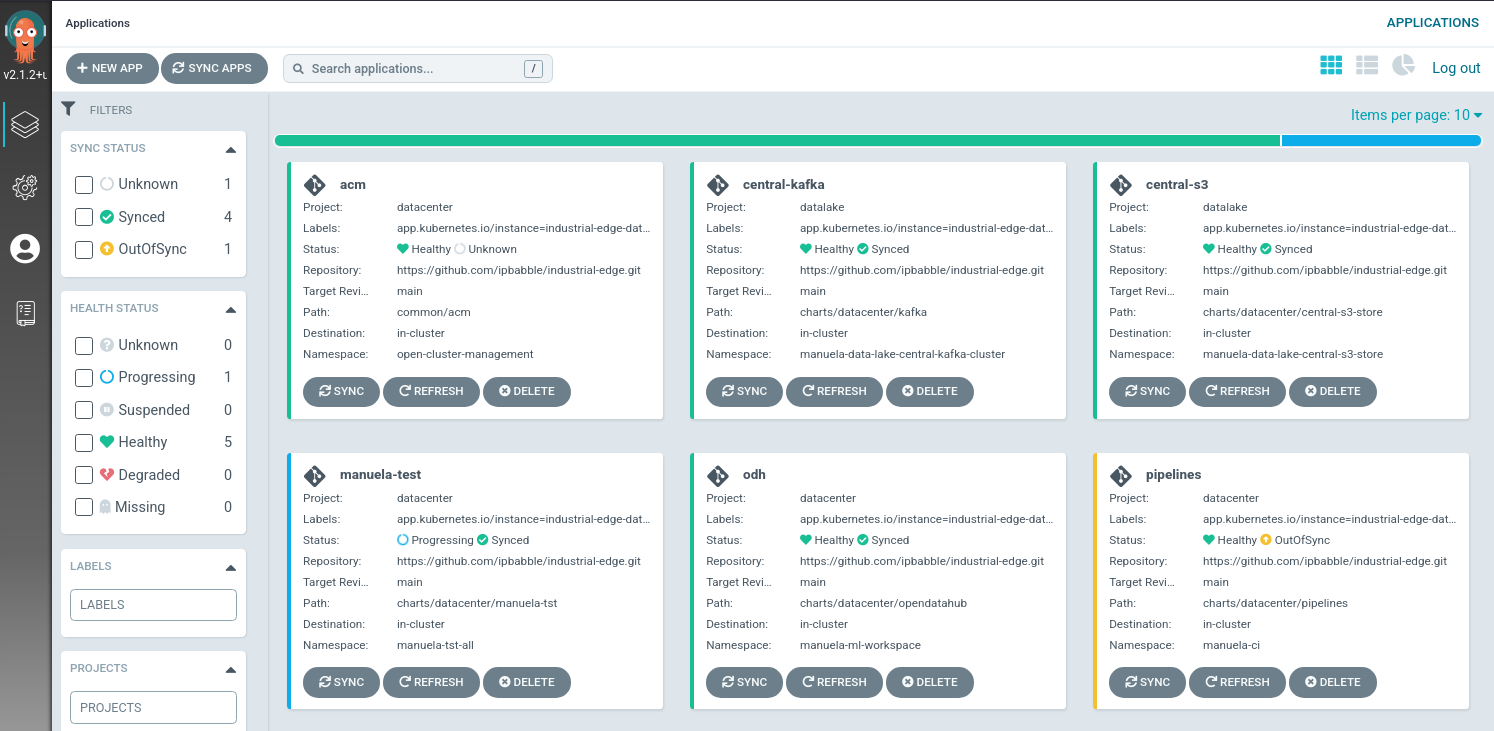 Applications
APPLICATIONS
v2.1.2+u
NEW APP
SYNC APPS
Search applications...
/
Log out
FILTERS
Items per page: 10
SYNC STATUS
Unknown 1
Synced 4
OutOfSync 1
HEALTH STATUS
Unknown 0
Progressing 1
Suspended 0
Healthy 5
Degraded 0
Missing 0
LABELS
LABELS
PROJECTS
PROJECTS
acm
Project: datacenter
Labels: app.kubernetes.io/instance=industrial-edge-dat...
Status: Healthy Unknown
Repository: https://github.com/ipbabble/industrial-edge.git
Target Revi... main
Path: common/acm
Destination: in-cluster
Namespace: open-cluster-management
SYNC REFRESH DELETE
central-kafka
Project: datalake
Labels: app.kubernetes.io/instance=industrial-edge-dat...
Status: Healthy Synced
Repository: https://github.com/ipbabble/industrial-edge.git
Target Revi... main
Path: charts/datacenter/kafka
Destination: in-cluster
Namespace: manuela-data-lake-central-kafka-cluster
SYNC REFRESH DELETE
central-s3
Project: datalake
Labels: app.kubernetes.io/instance=industrial-edge-dat...
Status: Healthy Synced
Repository: https://github.com/ipbabble/industrial-edge.git
Target Revi... main
Path: charts/datacenter/central-s3-store
Destination: in-cluster
Namespace: manuela-data-lake-central-s3-store
SYNC REFRESH DELETE
manuela-test
Project: datacenter
Labels: app.kubernetes.io/instance=industrial-edge-dat...
Status: Progressing Synced
Repository: https://github.com/ipbabble/industrial-edge.git
Target Revi... main
Path: charts/datacenter/manuela-tst
Destination: in-cluster
Namespace: manuela-tst-all
SYNC REFRESH DELETE
odh
Project: datacenter
Labels: app.kubernetes.io/instance=industrial-edge-dat...
Status: Healthy Synced
Repository: https://github.com/ipbabble/industrial-edge.git
Target Revi... main
Path: charts/datacenter/opendatahub
Destination: in-cluster
Namespace: manuela-ml-workspace
SYNC REFRESH DELETE
pipelines
Project: datacenter
Labels: app.kubernetes.io/instance=industrial-edge-dat...
Status: Healthy OutOfSync
Repository: https://github.com/ipbabble/industrial-edge.git
Target Revi... main
Path: charts/datacenter/pipelines
Destination: in-cluster
Namespace: manuela-ci
SYNC REFRESH DELETE